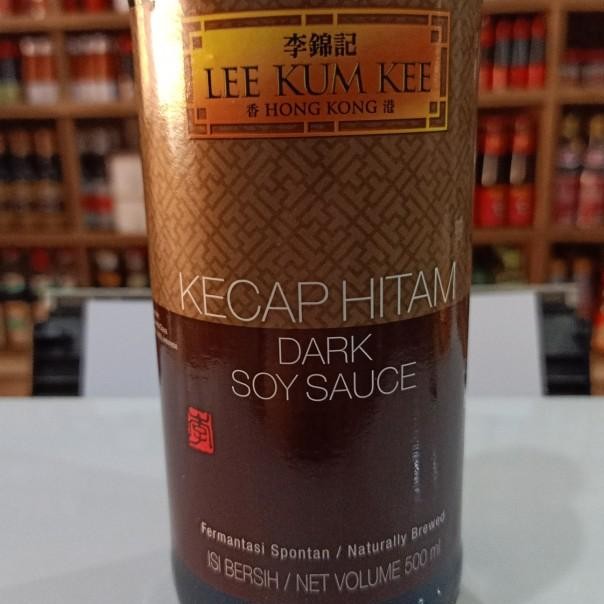 李錦記
LEE KUM KEE
香 HONG KONG 港
KECAP HITAM
DARK
SOY SAUCE
李
Fermantasi Spontan / Naturally Brewed
ISI BERSIH / NET VOLUME 500 ml